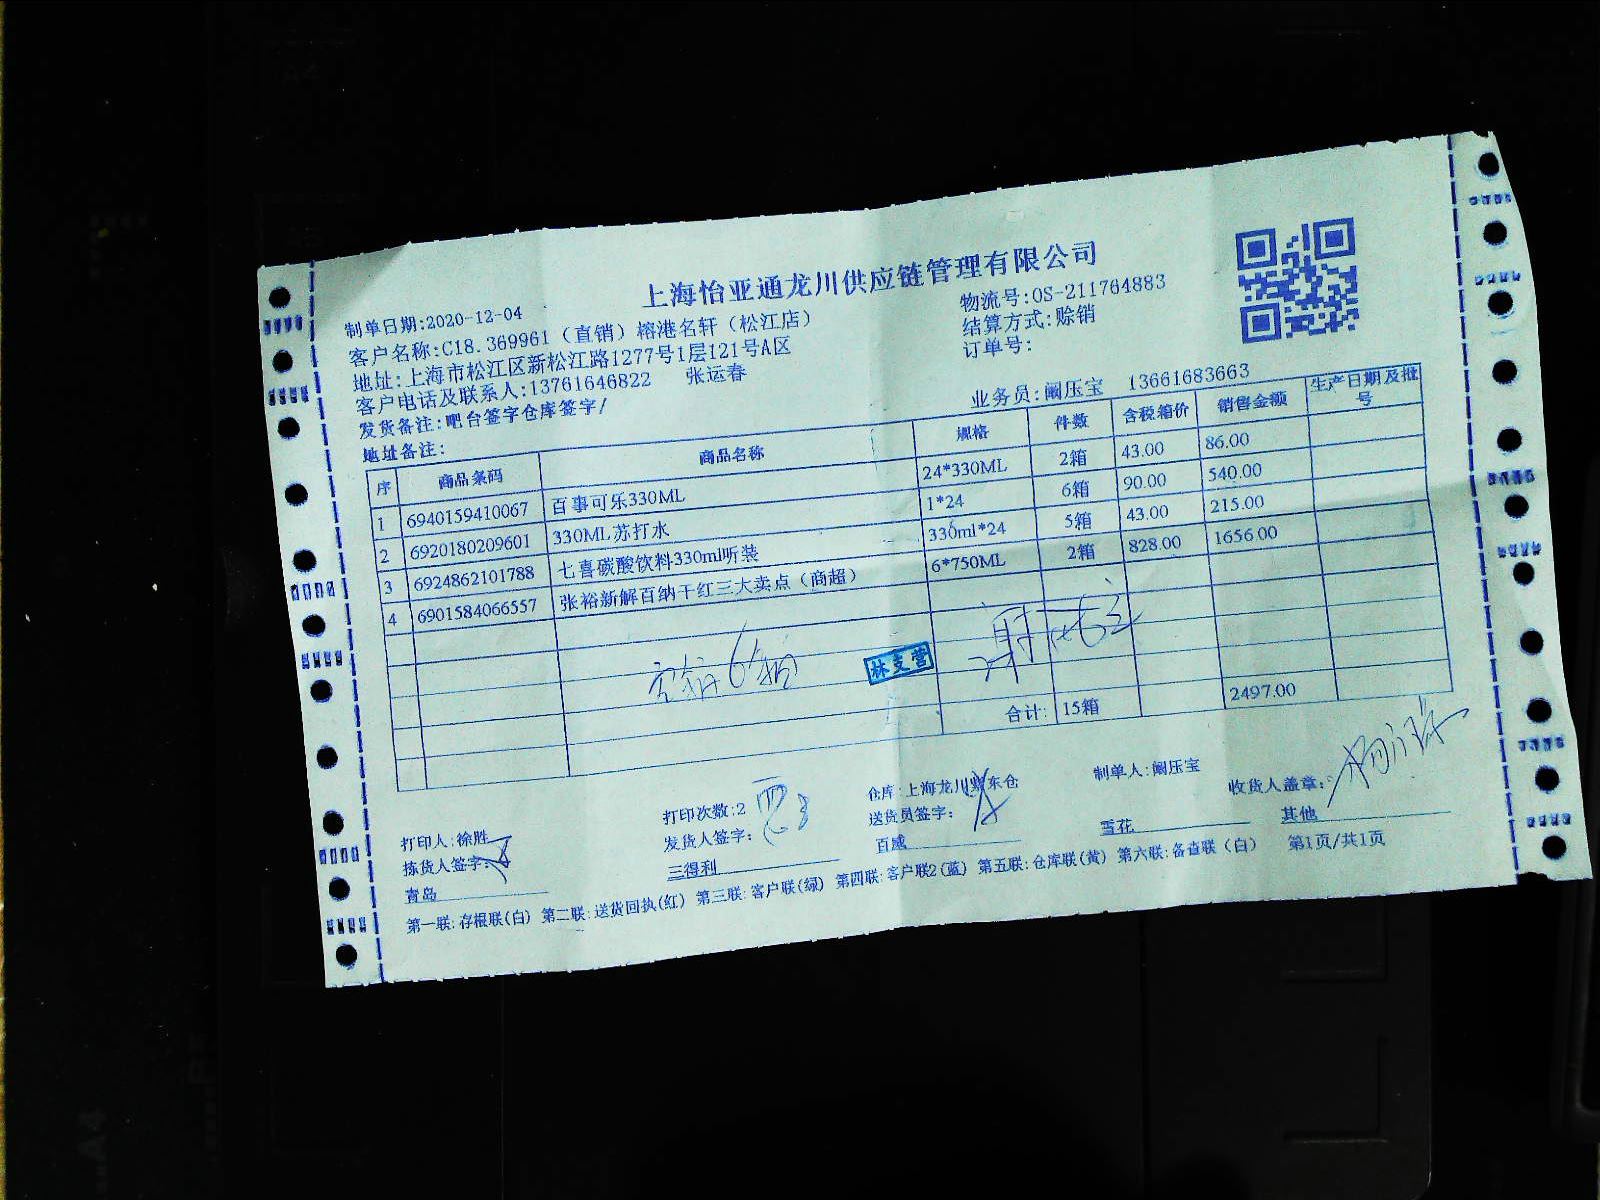 上海怡亚通龙川供应链管理有限公司
制单日期:2020-12-04
物流号:OS-211764883
客户名称:C18.369961（直销）榕港名轩（松江店）
结算方式:赊销
地址:上海市松江区新松江路1277号1层121号A区
订单号:
客户电话及联系人:13761646822 张运春
业务员:阚压宝 13661683663
发货备注:吧台签字仓库签字/
地址备注:
序 商品条码 商品名称 规格 件数 含税箱价 销售金额 生产日期及批号
1 6940159410067 百事可乐330ML 24*330ML 2箱 43.00 86.00
2 6920180209601 330ML苏打水 1*24 6箱 90.00 540.00
3 6924862101788 七喜碳酸饮料330ml听装 330ml*24 5箱 43.00 215.00
4 6901584066557 张裕新解百纳干红三大卖点（商超） 6*750ML 2箱 828.00 1656.00
林支营
合计: 15箱 2497.00
打印人:徐胜 打印次数:2 仓库:上海龙川 东仓 制单人:阚压宝 收货人盖章:
拣货人签字: 发货人签字: 送货员签字:
青岛 三得利 百威 雪花 其他
第一联:存根联(白) 第二联:送货回执(红) 第三联:客户联(绿) 第四联:客户联2(蓝) 第五联:仓库联(黄) 第六联:备查联（白） 第1页/共1页